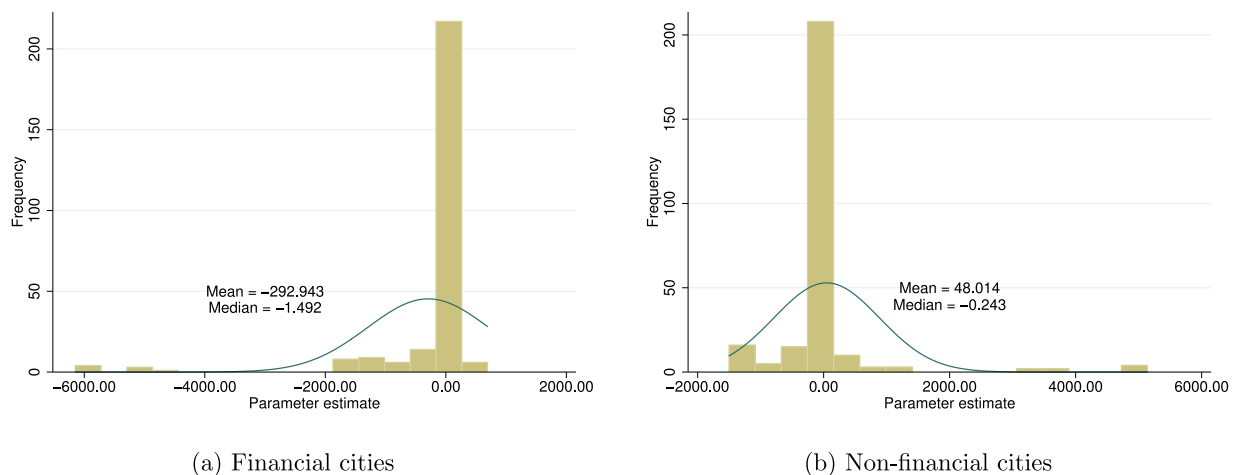 200
150
100
50
0
Frequency
Mean = −292.943
Median = −1.492
−6000.00 −4000.00 −2000.00 0.00 2000.00
Parameter estimate
(a) Financial cities
200
150
100
50
0
Frequency
Mean = 48.014
Median = −0.243
−2000.00 0.00 2000.00 4000.00 6000.00
Parameter estimate
(b) Non-financial cities